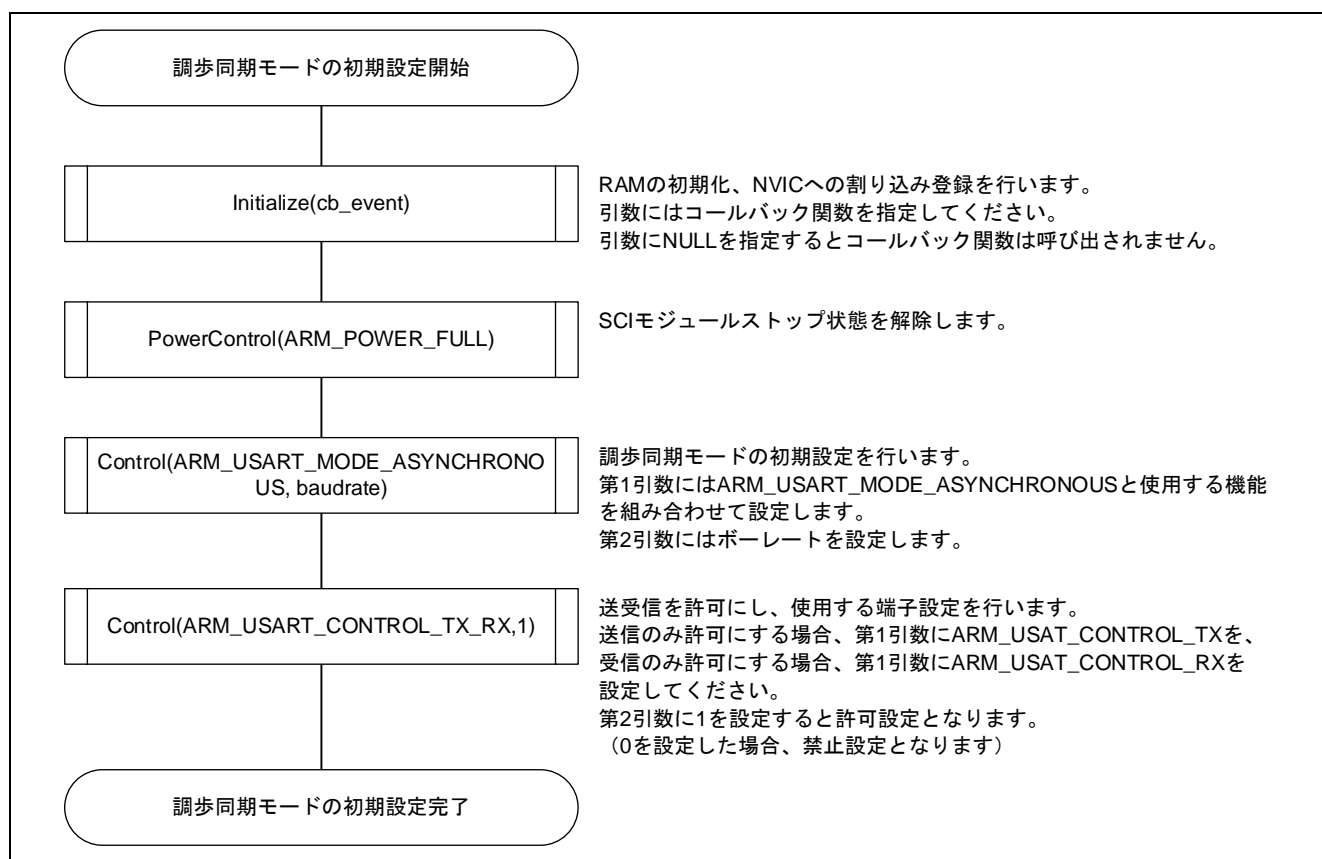 調歩同期モードの初期設定開始
Initialize(cb_event)
RAMの初期化、NVICへの割り込み登録を行います。
引数にはコールバック関数を指定してください。
引数にNULLを指定するとコールバック関数は呼び出されません。
PowerControl(ARM_POWER_FULL)
SCIモジュールストップ状態を解除します。
Control(ARM_USART_MODE_ASYNCHRONO
US, baudrate)
調歩同期モードの初期設定を行います。
第1引数にはARM_USART_MODE_ASYNCHRONOUSと使用する機能
を組み合わせて設定します。
第2引数にはボーレートを設定します。
Control(ARM_USART_CONTROL_TX_RX,1)
送受信を許可にし、使用する端子設定を行います。
送信のみ許可にする場合、第1引数にARM_USAT_CONTROL_TXを、
受信のみ許可にする場合、第1引数にARM_USAT_CONTROL_RXを
設定してください。
第2引数に1を設定すると許可設定となります。
（0を設定した場合、禁止設定となります）
調歩同期モードの初期設定完了